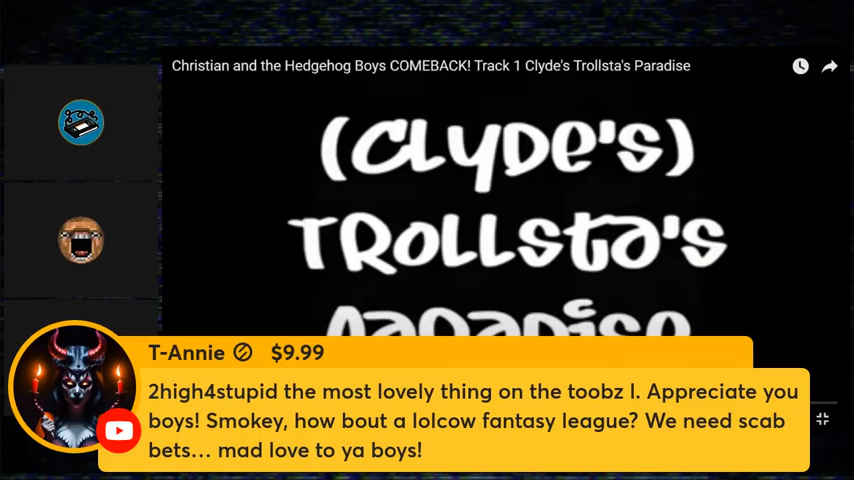 Christian and the Hedgehog Boys COMEBACK! Track 1 Clyde's Trollsta's Paradise
(Clyde's)
Trollsta's
Paradise
T-Annie $9.99
2high4stupid the most lovely thing on the toobz I. Appreciate you
boys! Smokey, how bout a lolcow fantasy league? We need scab
bets... mad love to ya boys!